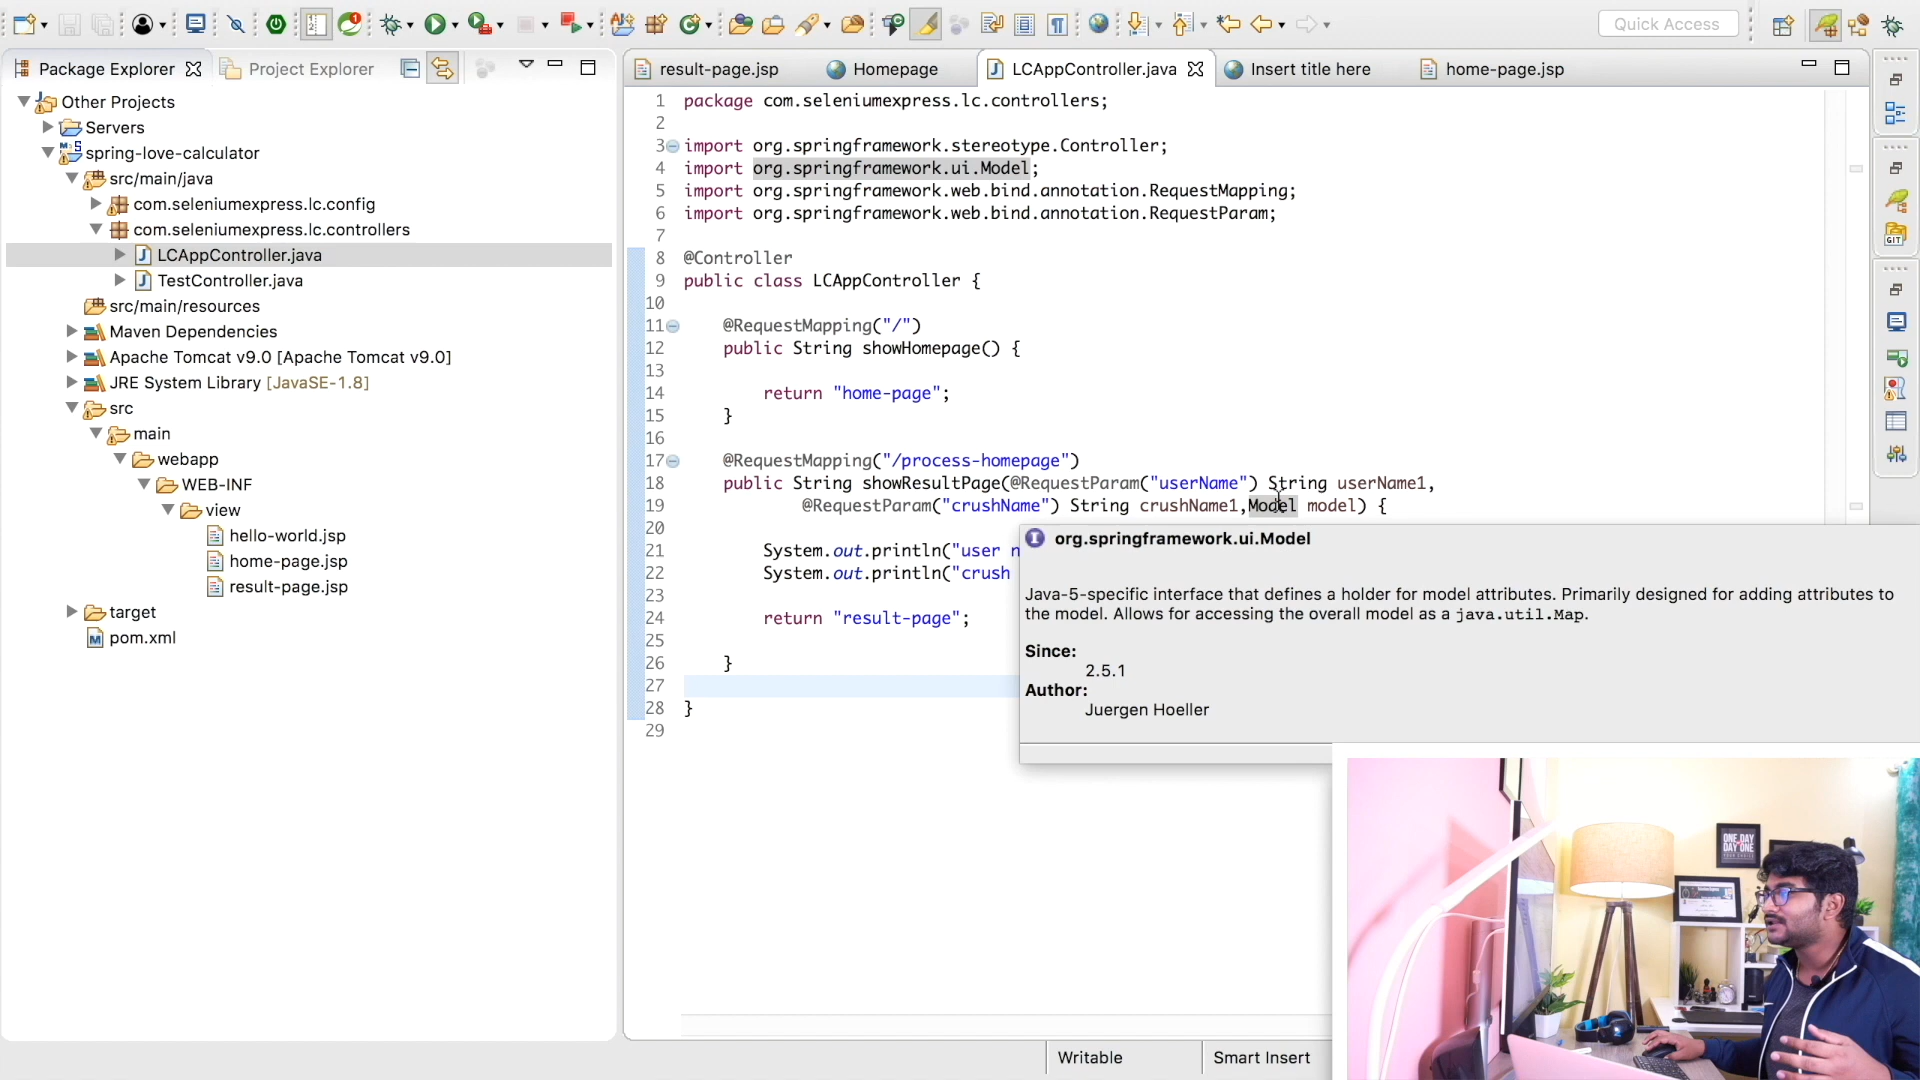 Quick Access
Package Explorer
Project Explorer
result-page.jsp
Homepage
LCAppController.java
Insert title here
home-page.jsp
Other Projects
Servers
spring-love-calculator
src/main/java
com.seleniumexpress.lc.config
com.seleniumexpress.lc.controllers
LCAppController.java
TestController.java
src/main/resources
Maven Dependencies
Apache Tomcat v9.0 [Apache Tomcat v9.0]
JRE System Library [JavaSE-1.8]
src
main
webapp
WEB-INF
view
hello-world.jsp
home-page.jsp
result-page.jsp
target
pom.xml
1 package com.seleniumexpress.lc.controllers;
2
3 import org.springframework.stereotype.Controller;
4 import org.springframework.ui.Model;
5 import org.springframework.web.bind.annotation.RequestMapping;
6 import org.springframework.web.bind.annotation.RequestParam;
7
8 @Controller
9 public class LCAppController {
10
11 @RequestMapping("/")
12 public String showHomepage() {
13
14 return "home-page";
15 }
16
17 @RequestMapping("/process-homepage")
18 public String showResultPage(@RequestParam("userName") String userName1,
19 @RequestParam("crushName") String crushName1,Model model) {
20
21 System.out.println("user n
22 System.out.println("crush
23
24 return "result-page";
25
26 }
27
28 }
29
org.springframework.ui.Model
Java-5-specific interface that defines a holder for model attributes. Primarily designed for adding attributes to
the model. Allows for accessing the overall model as a java.util.Map.
Since:
2.5.1
Author:
Juergen Hoeller
Writable
Smart Insert
ONE DAY
DAY ONE